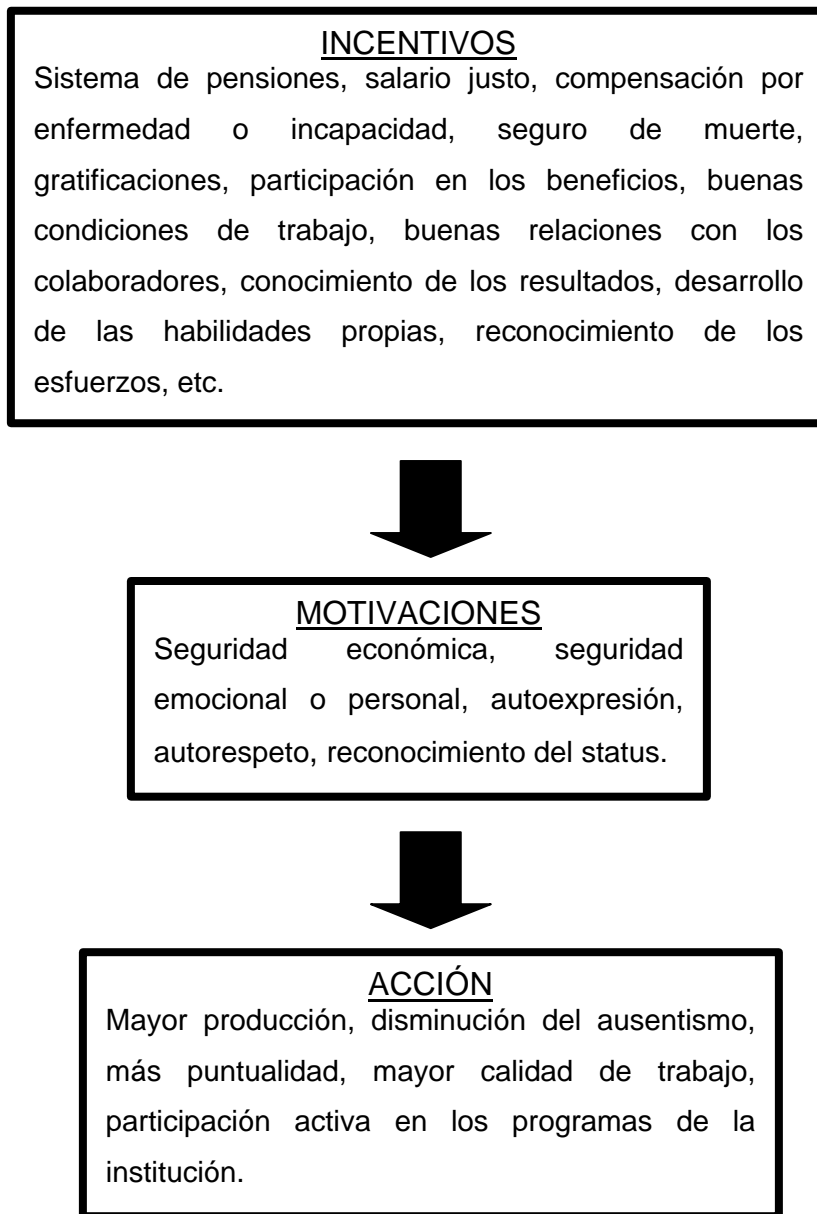 INCENTIVOS
Sistema de pensiones, salario justo, compensación por
enfermedad o incapacidad, seguro de muerte,
gratificaciones, participación en los beneficios, buenas
condiciones de trabajo, buenas relaciones con los
colaboradores, conocimiento de los resultados, desarrollo
de las habilidades propias, reconocimiento de los
esfuerzos, etc.
MOTIVACIONES
Seguridad económica, seguridad
emocional o personal, autoexpresión,
autorespeto, reconocimiento del status.
ACCIÓN
Mayor producción, disminución del ausentismo,
más puntualidad, mayor calidad de trabajo,
participación activa en los programas de la
institución.